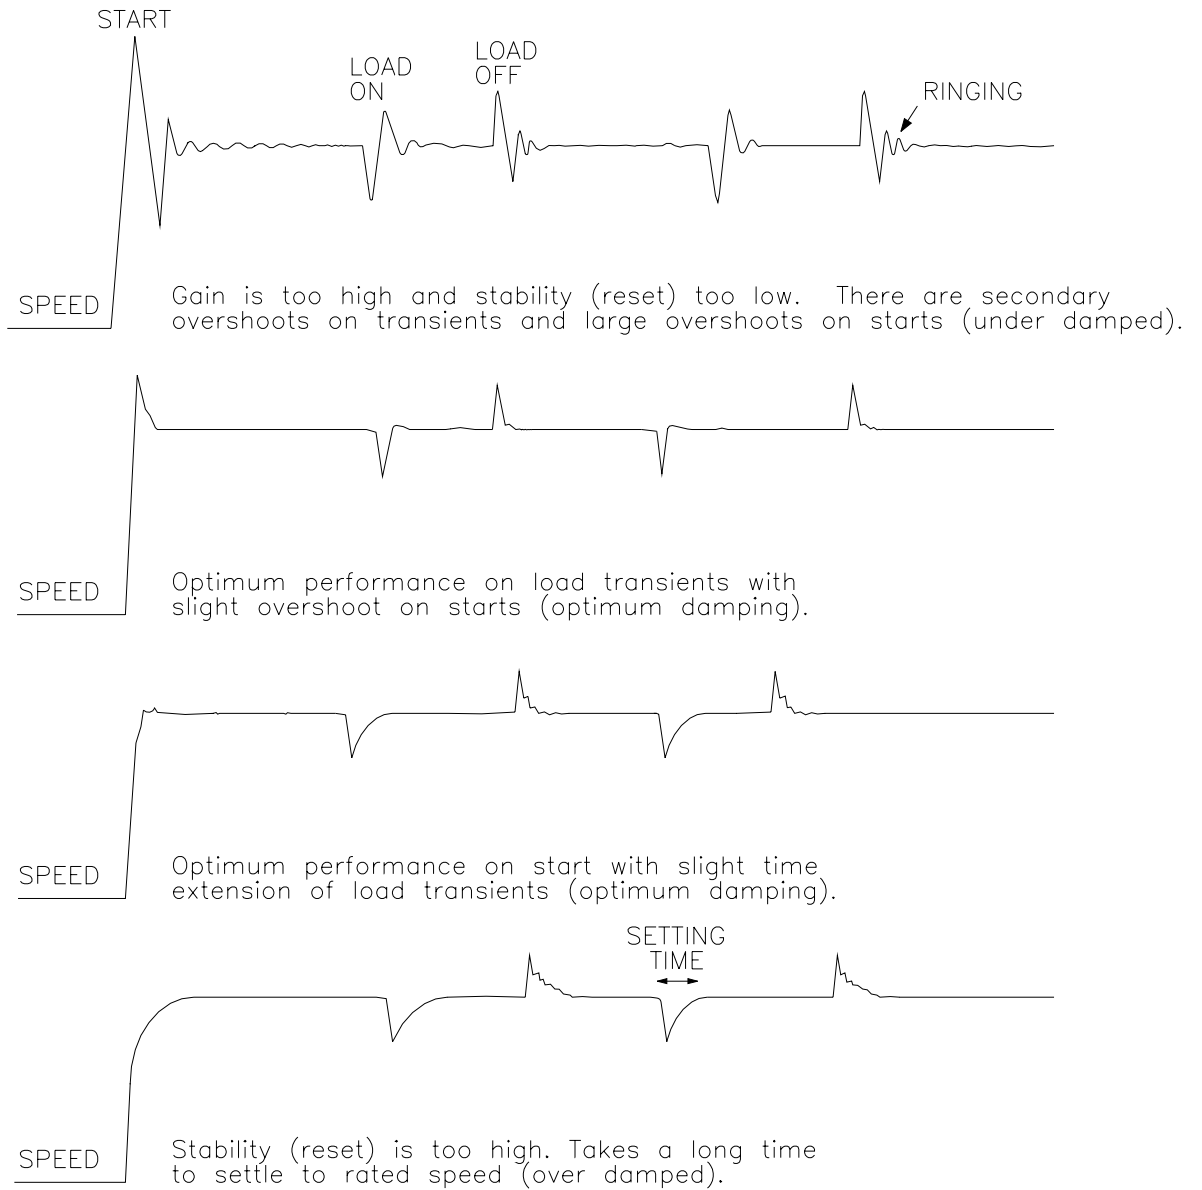 START
LOAD
ON
LOAD
OFF
RINGING
SPEED
Gain is too high and stability (reset) too low. There are secondary
overshoots on transients and large overshoots on starts (under damped).
SPEED
Optimum performance on load transients with
slight overshoot on starts (optimum damping).
SPEED
Optimum performance on start with slight time
extension of load transients (optimum damping).
SETTING
TIME
SPEED
Stability (reset) is too high. Takes a long time
to settle to rated speed (over damped).